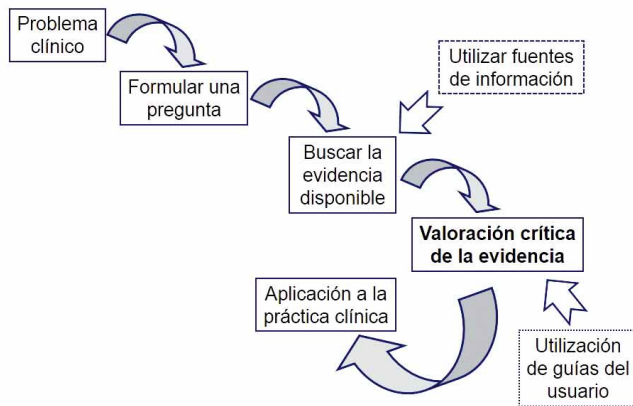 Problema
clínico
Formular una
pregunta
Utilizar fuentes
de información
Buscar la
evidencia
disponible
Valoración crítica
de la evidencia
Aplicación a la
práctica clínica
Utilización
de guías del
usuario